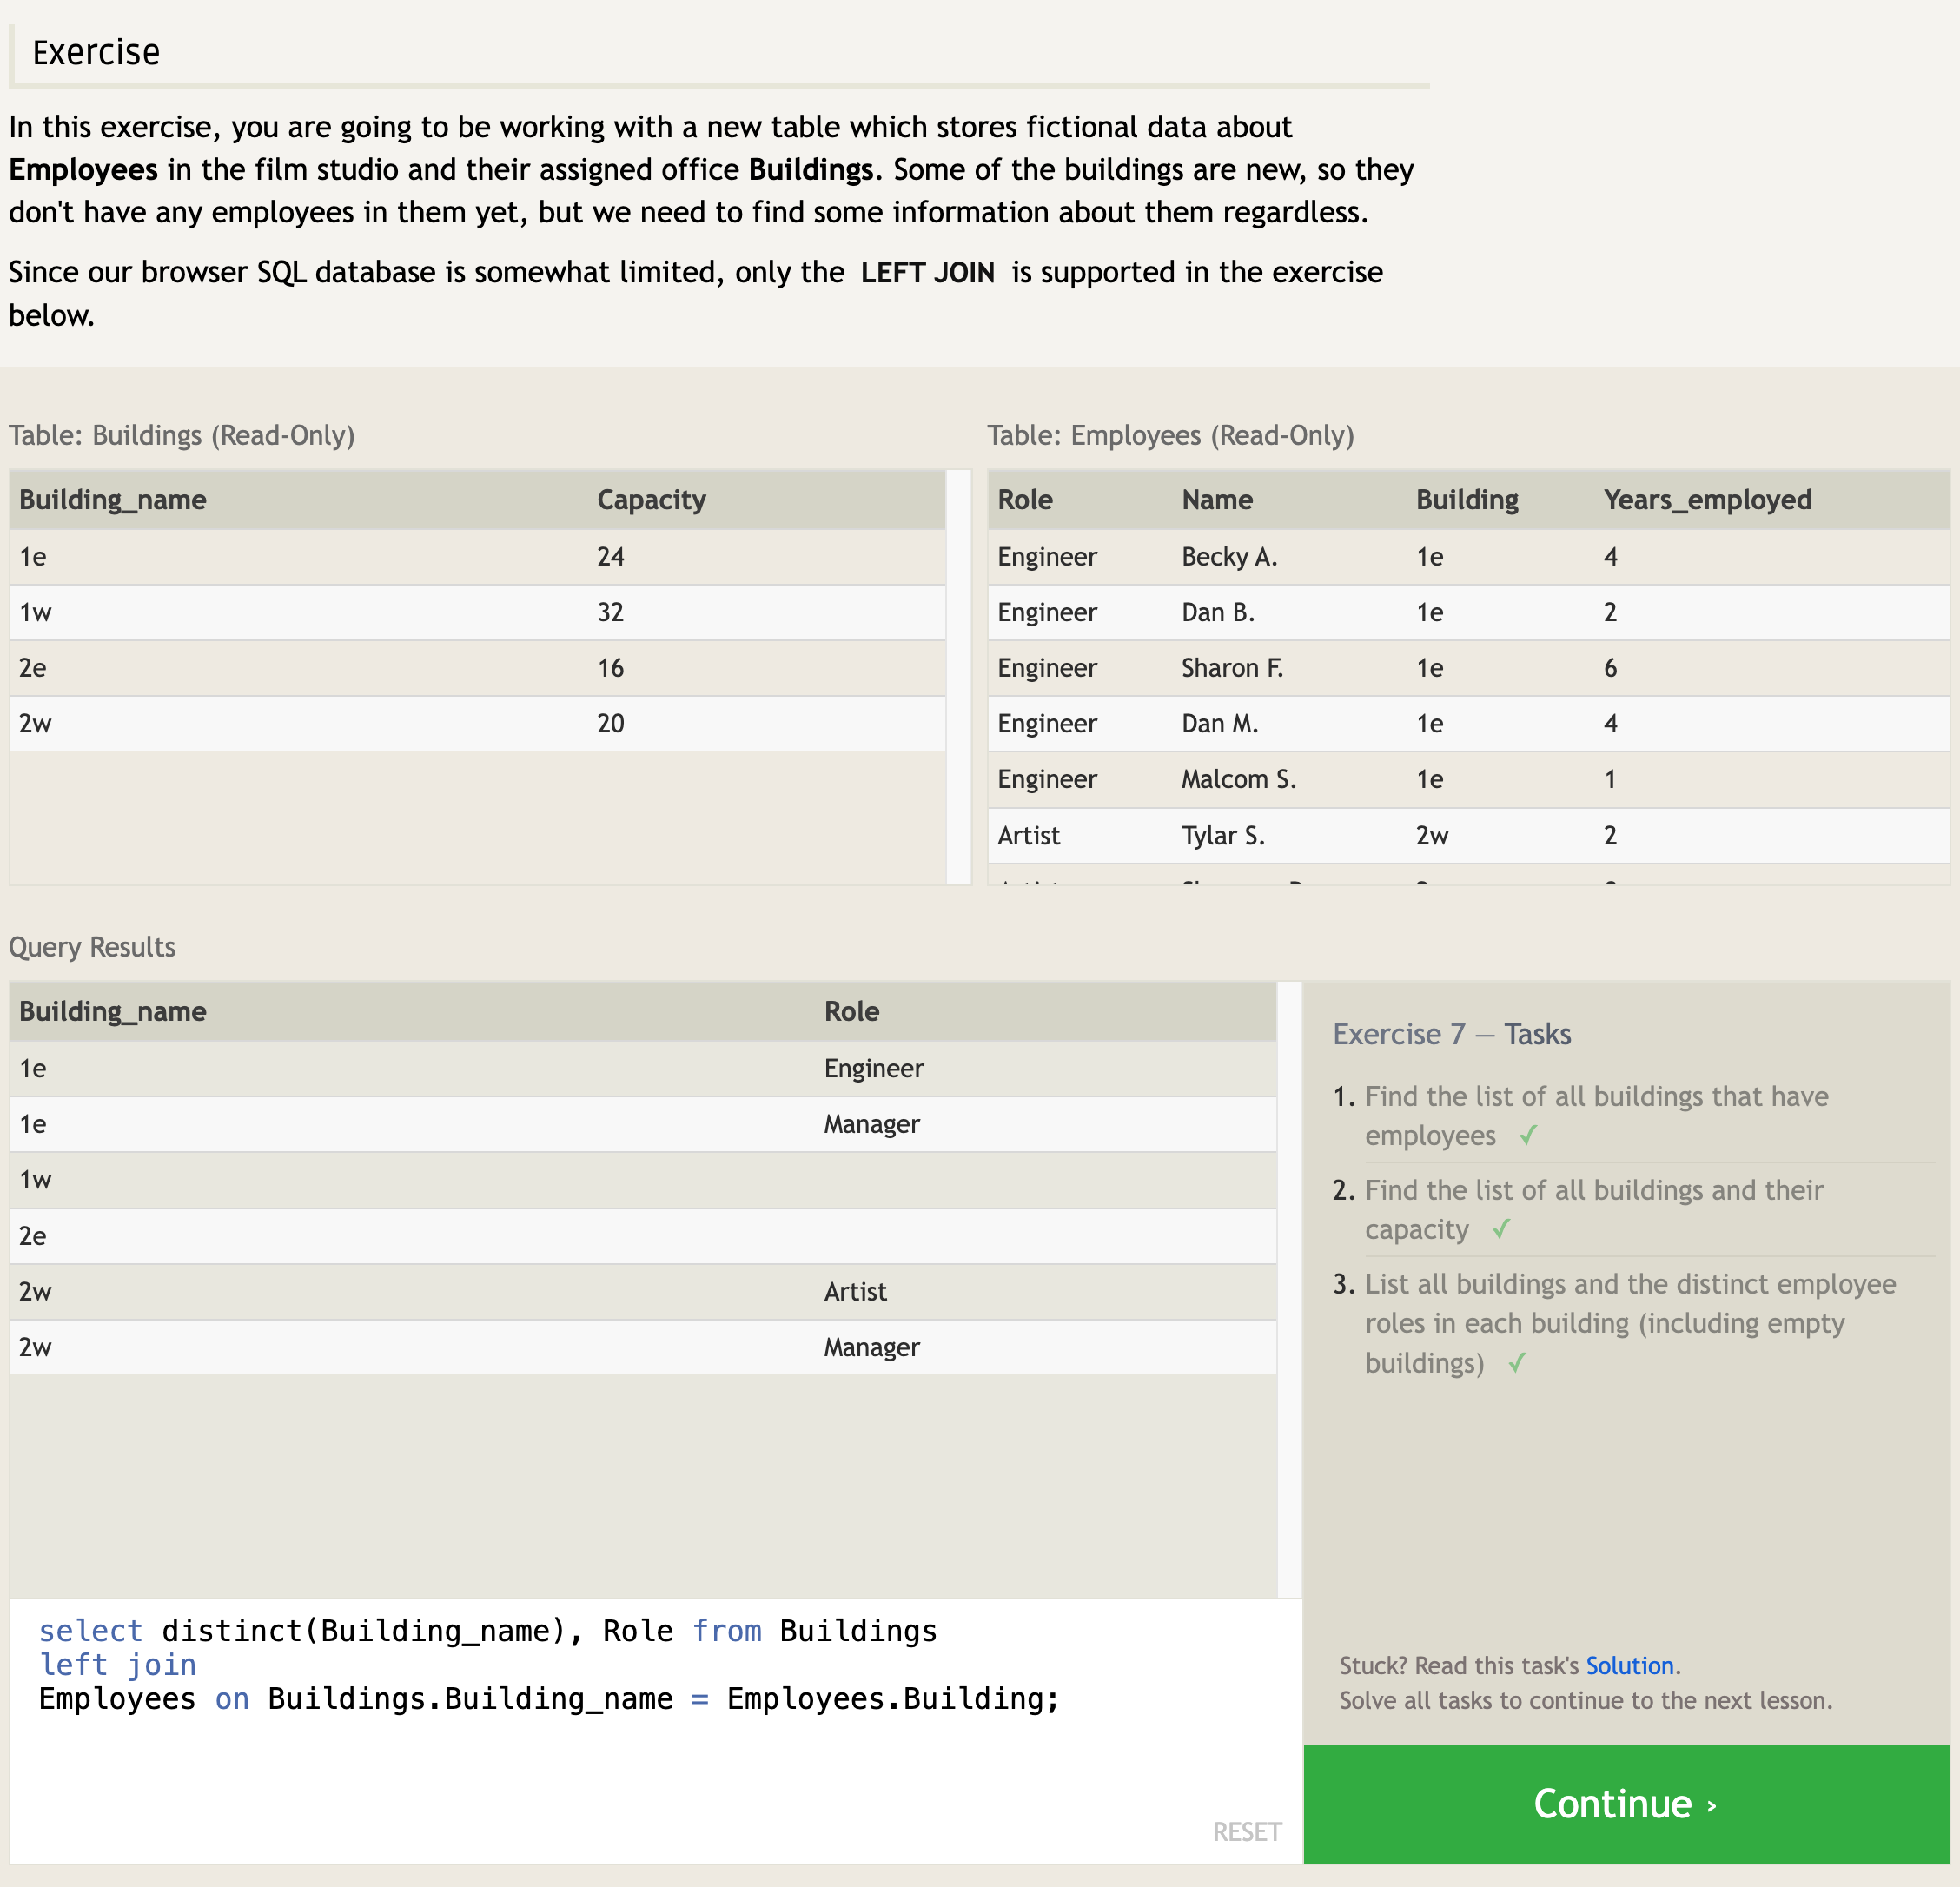 Exercise
In this exercise, you are going to be working with a new table which stores fictional data about
Employees in the film studio and their assigned office Buildings. Some of the buildings are new, so they
don't have any employees in them yet, but we need to find some information about them regardless.
Since our browser SQL database is somewhat limited, only the LEFT JOIN is supported in the exercise
below.
Table: Buildings (Read-Only)
Building_name Capacity
1e 24
1w 32
2e 16
2w 20
Table: Employees (Read-Only)
Role Name Building Years_employed
Engineer Becky A. 1e 4
Engineer Dan B. 1e 2
Engineer Sharon F. 1e 6
Engineer Dan M. 1e 4
Engineer Malcom S. 1e 1
Artist Tylar S. 2w 2
Query Results
Building_name Role
1e Engineer
1e Manager
1w
2e
2w Artist
2w Manager
select distinct(Building_name), Role from Buildings
left join
Employees on Buildings.Building_name = Employees.Building;
RESET
Exercise 7 — Tasks
1. Find the list of all buildings that have
employees ✓
2. Find the list of all buildings and their
capacity ✓
3. List all buildings and the distinct employee
roles in each building (including empty
buildings) ✓
Stuck? Read this task's Solution.
Solve all tasks to continue to the next lesson.
Continue ›